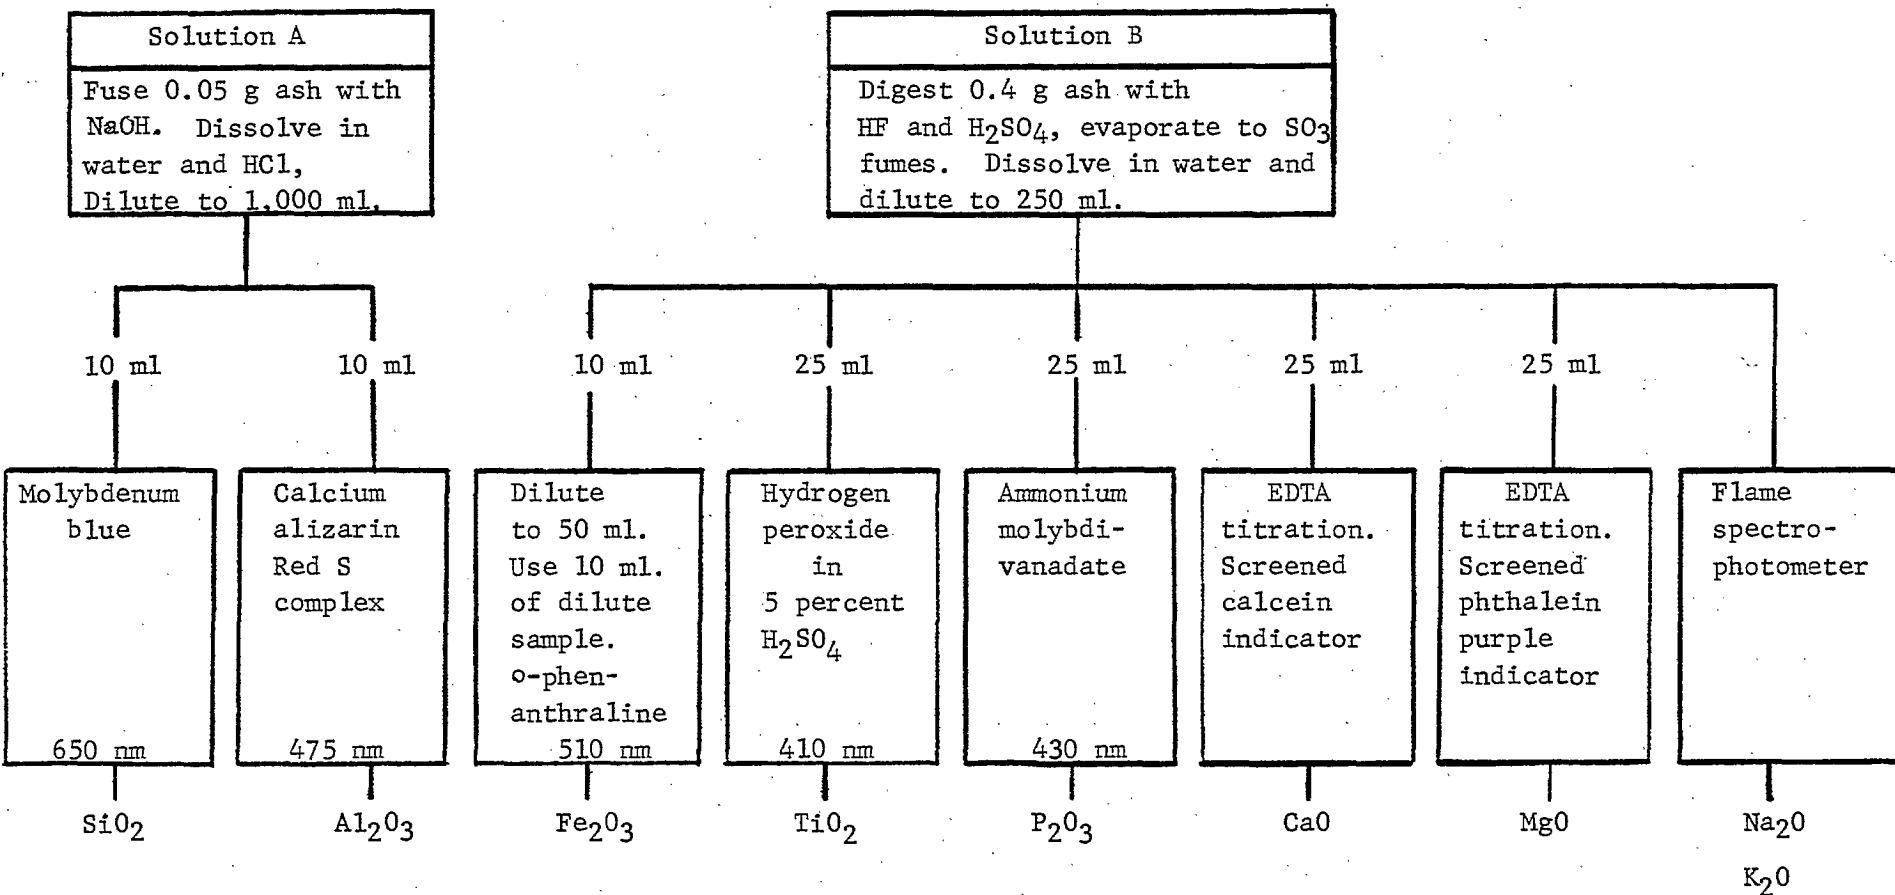 Solution A
Fuse 0.05 g ash with
NaOH. Dissolve in
water and HCl,
Dilute to 1,000 ml.
Solution B
Digest 0.4 g ash with
HF and H₂SO₄, evaporate to SO₃
fumes. Dissolve in water and
dilute to 250 ml.
10 ml
10 ml
10 ml
25 ml
25 ml
25 ml
25 ml
Molybdenum
blue
650 nm
Calcium
alizarin
Red S
complex
475 nm
Dilute
to 50 ml.
Use 10 ml.
of dilute
sample.
o-phen-
anthraline
510 nm
Hydrogen
peroxide
in
5 percent
H₂SO₄
410 nm
Ammonium
molybdi-
vanadate
430 nm
EDTA
titration.
Screened
calcein
indicator
EDTA
titration.
Screened
phthalein
purple
indicator
Flame
spectro-
photometer
SiO₂
Al₂O₃
Fe₂O₃
TiO₂
P₂O₃
CaO
MgO
Na₂O
K₂O